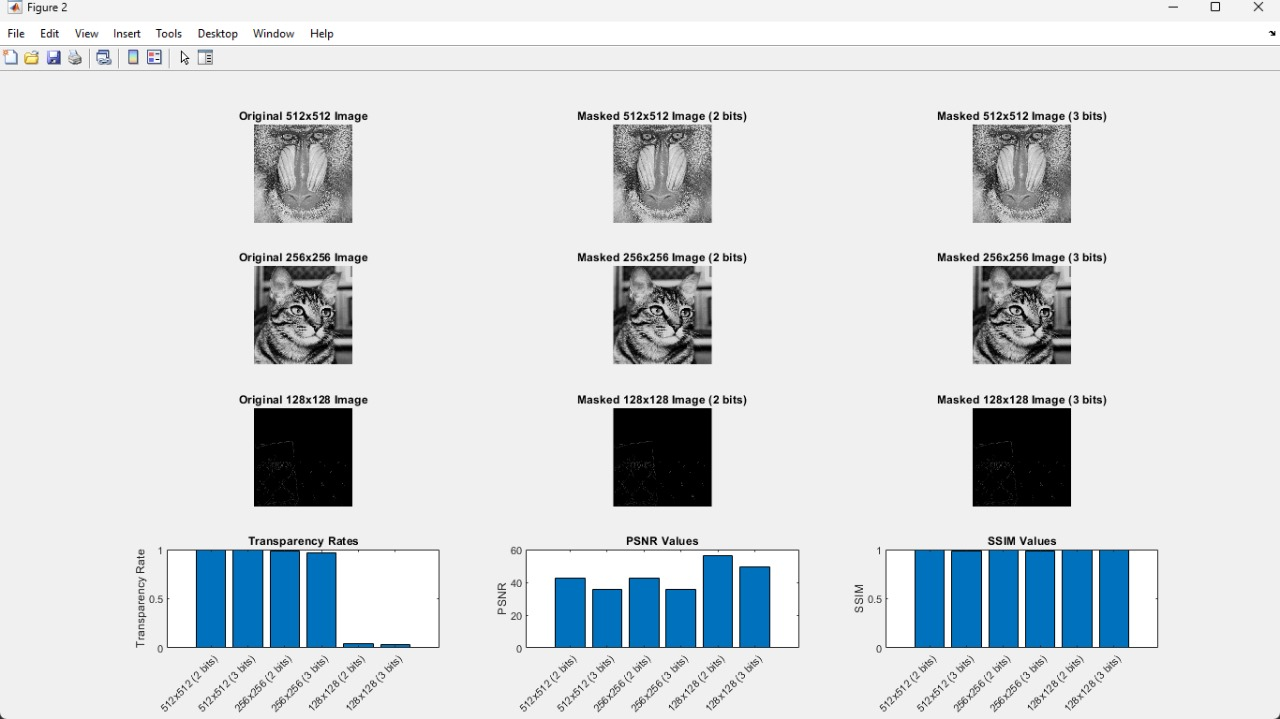 Figure 2
File Edit View Insert Tools Desktop Window Help
Original 512x512 Image
Masked 512x512 Image (2 bits)
Masked 512x512 Image (3 bits)
Original 256x256 Image
Masked 256x256 Image (2 bits)
Masked 256x256 Image (3 bits)
Original 128x128 Image
Masked 128x128 Image (2 bits)
Masked 128x128 Image (3 bits)
Transparency Rates
Transparency Rate
1
0.5
0
512x512 (2 bits)
512x512 (3 bits)
256x256 (2 bits)
256x256 (3 bits)
128x128 (2 bits)
128x128 (3 bits)
PSNR Values
PSNR
60
40
20
0
512x512 (2 bits)
512x512 (3 bits)
256x256 (2 bits)
256x256 (3 bits)
128x128 (2 bits)
128x128 (3 bits)
SSIM Values
SSIM
1
0.5
0
512x512 (2 bits)
512x512 (3 bits)
256x256 (2 bits)
256x256 (3 bits)
128x128 (2 bits)
128x128 (3 bits)